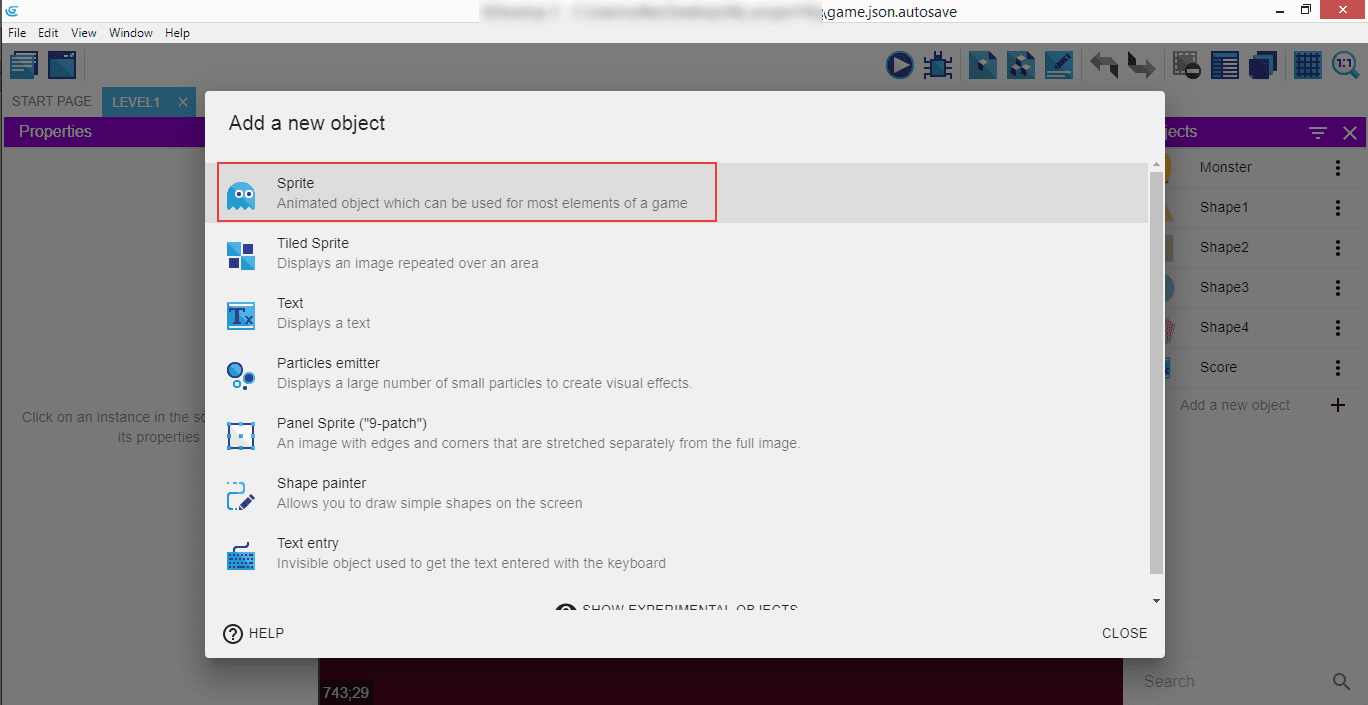 \game.json.autosave
File Edit View Window Help
1:1
START PAGE LEVEL1
Properties
jects
Add a new object
Sprite
Animated object which can be used for most elements of a game
Tiled Sprite
Displays an image repeated over an area
Tx
Text
Displays a text
Particles emitter
Displays a large number of small particles to create visual effects.
Panel Sprite ("9-patch")
An image with edges and corners that are stretched separately from the full image.
Shape painter
Allows you to draw simple shapes on the screen
Text entry
Invisible object used to get the text entered with the keyboard
SHOW EXPERIMENTAL OBJECTS
HELP
CLOSE
Click on an instance in the sc
its properties
Monster
Shape1
Shape2
Shape3
Shape4
Score
Add a new object
743;29
Search